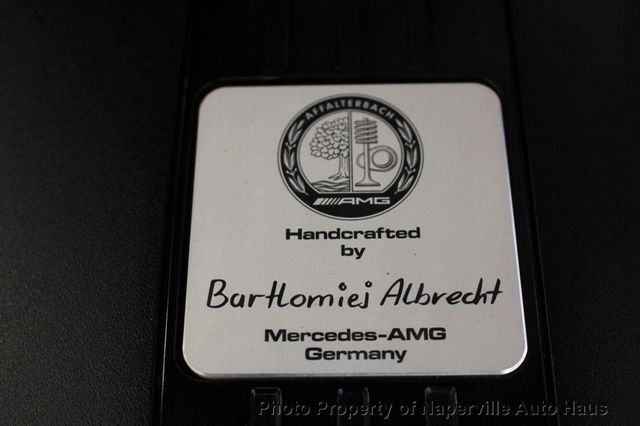 AFFALTERBACH
AMG
Handcrafted
by
Bartlomiej Albrecht
Mercedes-AMG
Germany
Photo Property of Naperville Auto Haus